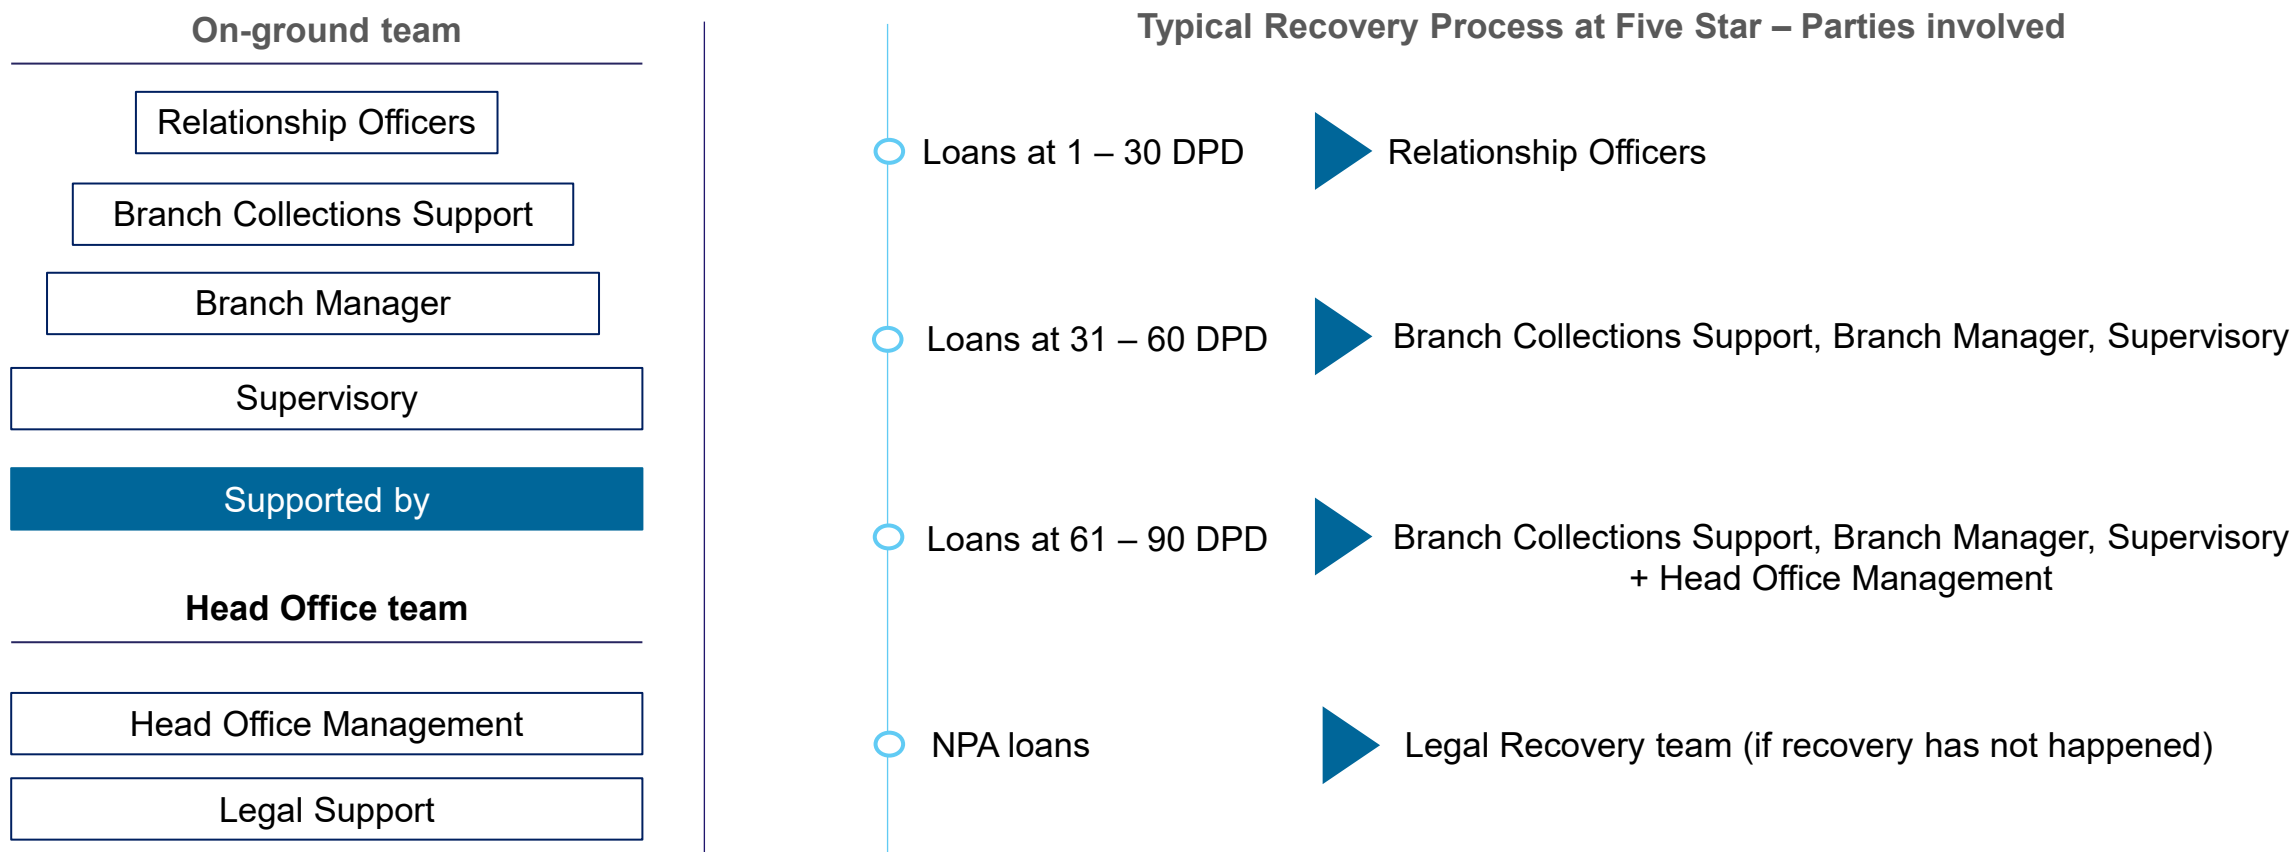 On-ground team
Relationship Officers
Branch Collections Support
Branch Manager
Supervisory
Supported by
Head Office team
Head Office Management
Legal Support
Typical Recovery Process at Five Star – Parties involved
Loans at 1 – 30 DPD
Relationship Officers
Loans at 31 – 60 DPD
Branch Collections Support, Branch Manager, Supervisory
Loans at 61 – 90 DPD
Branch Collections Support, Branch Manager, Supervisory
+ Head Office Management
NPA loans
Legal Recovery team (if recovery has not happened)